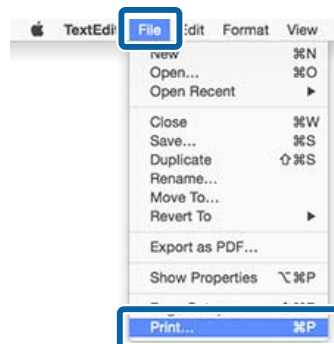 TextEdit File Edit Format View
New ⌘N
Open... ⌘O
Open Recent ▶
Close ⌘W
Save... ⌘S
Duplicate ⇧⌘S
Rename...
Move To...
Revert To ▶
Export as PDF...
Show Properties ⌥⌘P
Print... ⌘P